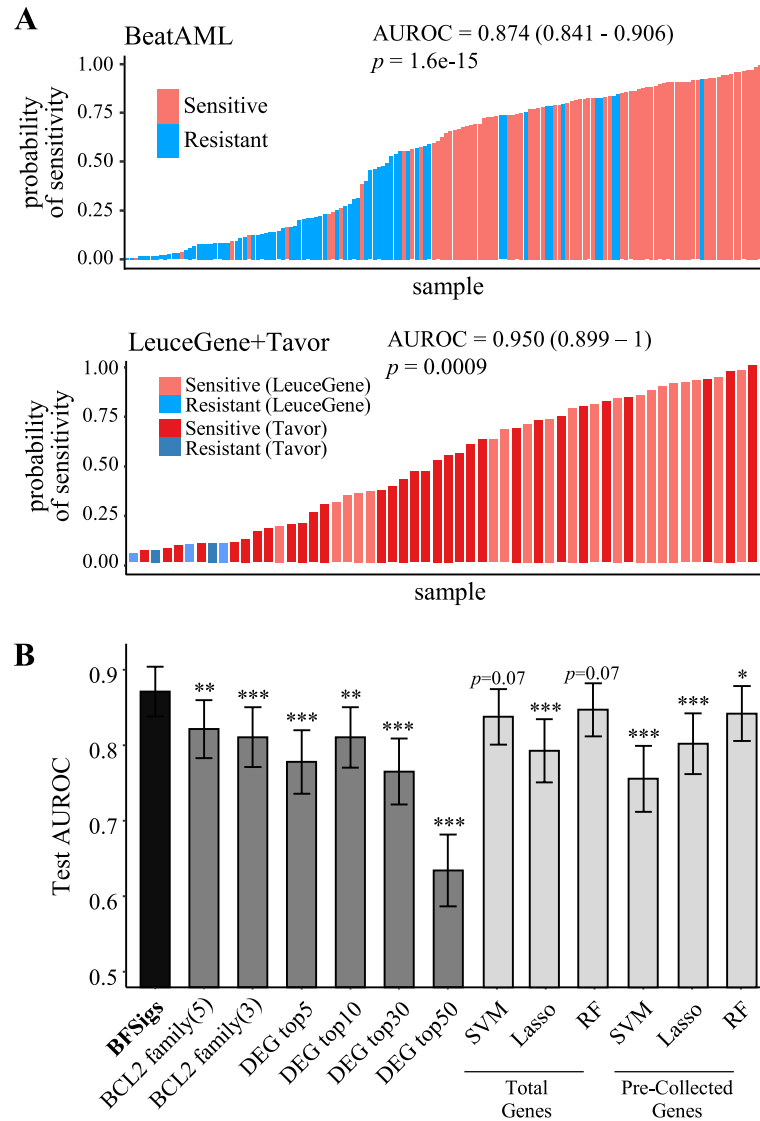 A
BeatAML
AUROC = 0.874 (0.841 - 0.906)
p = 1.6e-15
probability
of sensitivity
1.00
0.75
0.50
0.25
0.00
Sensitive
Resistant
sample
LeuceGene+Tavor
AUROC = 0.950 (0.899 – 1)
p = 0.0009
probability
of sensitivity
1.00
0.75
0.50
0.25
0.00
Sensitive (LeuceGene)
Resistant (LeuceGene)
Sensitive (Tavor)
Resistant (Tavor)
sample
B
Test AUROC
0.9
0.8
0.7
0.6
0.5
** *** *** ** *** *** p=0.07 *** p=0.07 *** *** *
BFSigs
BCL2 family(5)
BCL2 family(3)
DEG top5
DEG top10
DEG top30
DEG top50
SVM
Lasso
RF
SVM
Lasso
RF
Total
Genes
Pre-Collected
Genes